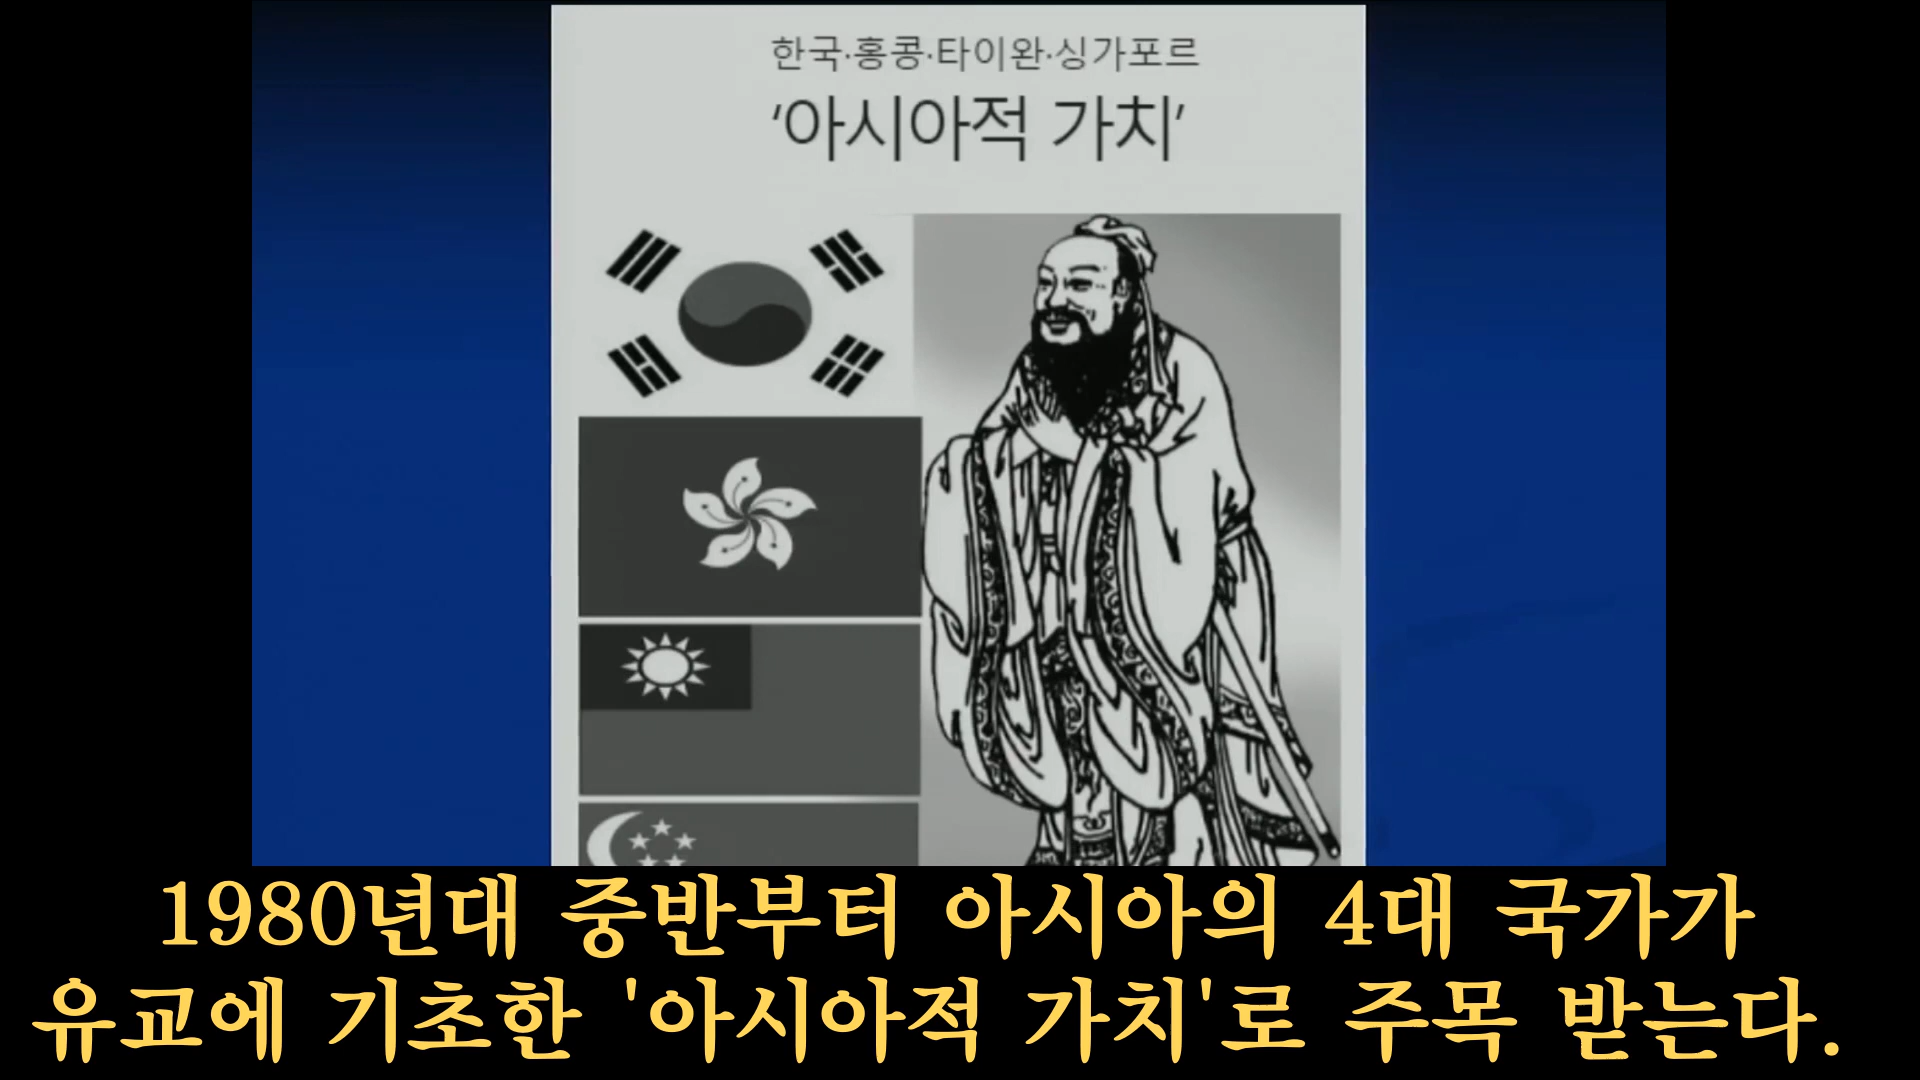 한국·홍콩·타이완·싱가포르
‘아시아적 가치’
1980년대 중반부터 아시아의 4대 국가가
유교에 기초한 '아시아적 가치'로 주목 받는다.